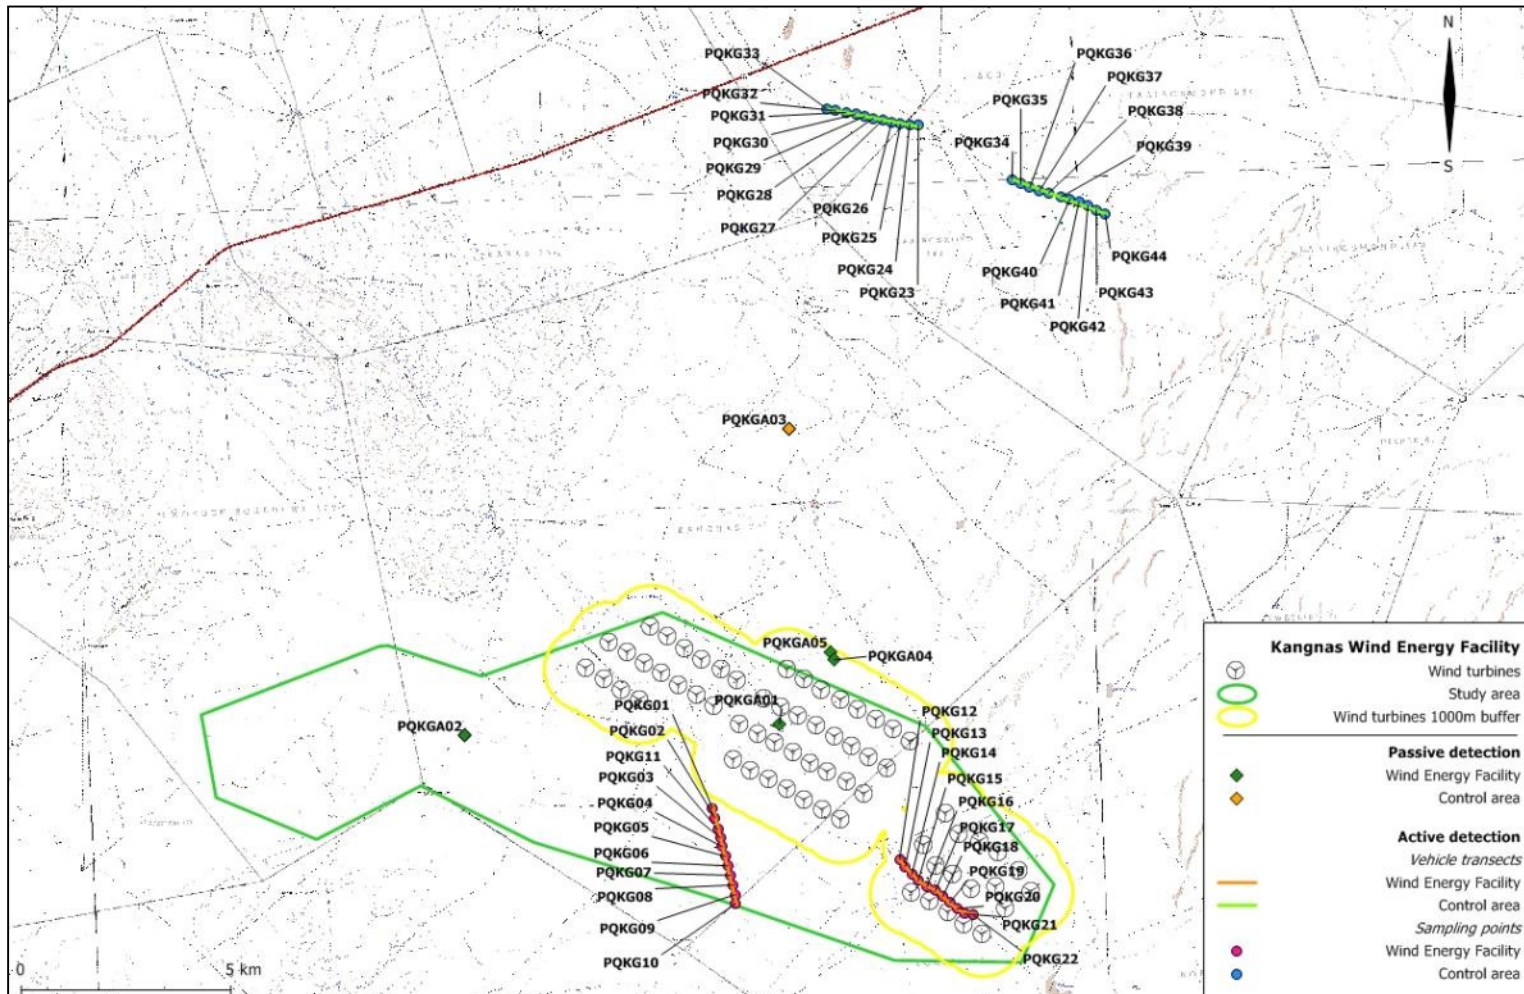 N
S
PQKG33
PQKG32
PQKG31
PQKG30
PQKG29
PQKG28
PQKG27
PQKG26
PQKG25
PQKG24
PQKG23
PQKG36
PQKG37
PQKG35
PQKG38
PQKG34
PQKG39
PQKG44
PQKG40
PQKG43
PQKG41
PQKG42
PQKGA03
PQKGA05
PQKGA04
PQKGA01
PQKGA02
PQKG01
PQKG02
PQKG11
PQKG03
PQKG04
PQKG05
PQKG06
PQKG07
PQKG08
PQKG09
PQKG10
PQKG12
PQKG13
PQKG14
PQKG15
PQKG16
PQKG17
PQKG18
PQKG19
PQKG20
PQKG21
PQKG22
0 5 km
Kangnas Wind Energy Facility
Wind turbines
Study area
Wind turbines 1000m buffer
Passive detection
Wind Energy Facility
Control area
Active detection
Vehicle transects
Wind Energy Facility
Control area
Sampling points
Wind Energy Facility
Control area